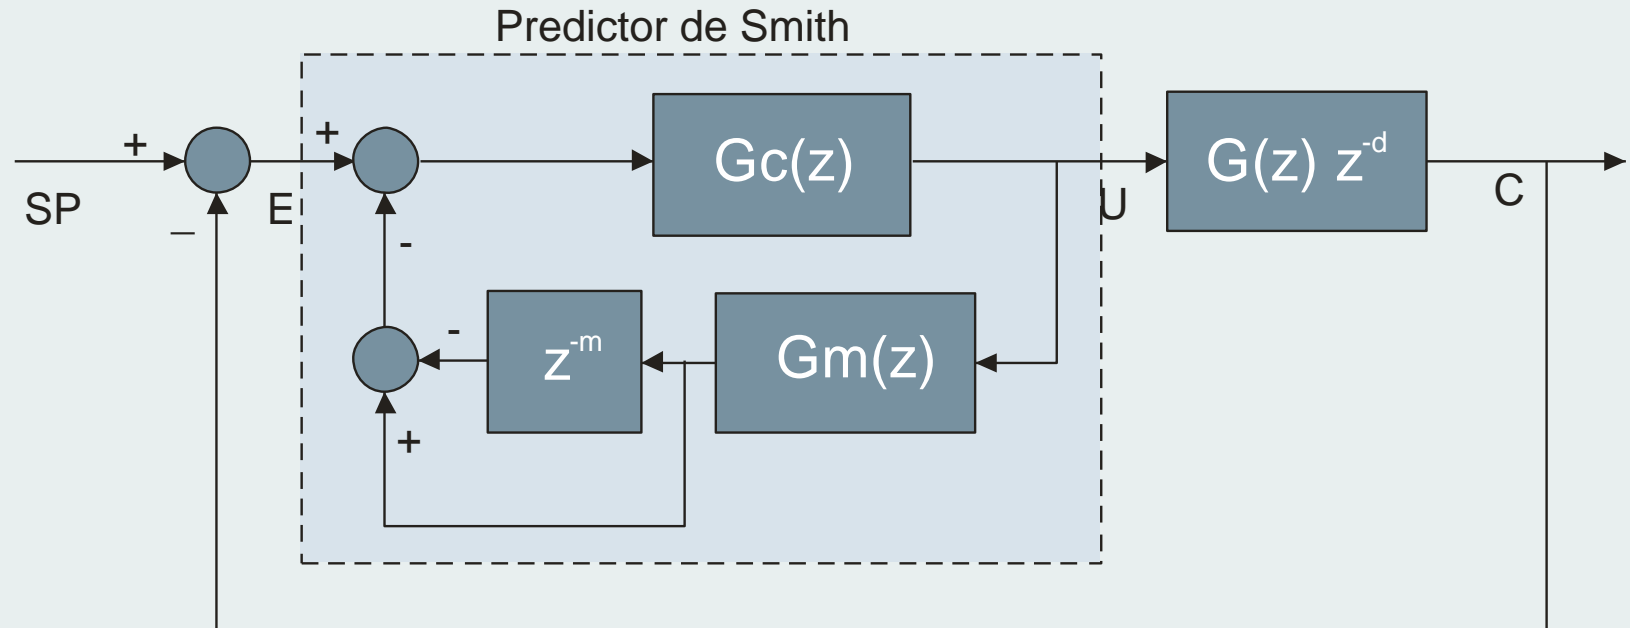 Predictor de Smith
+
+
Gc(z)
G(z) z^-d
SP
_
E
U
C
-
-
z^-m
Gm(z)
+